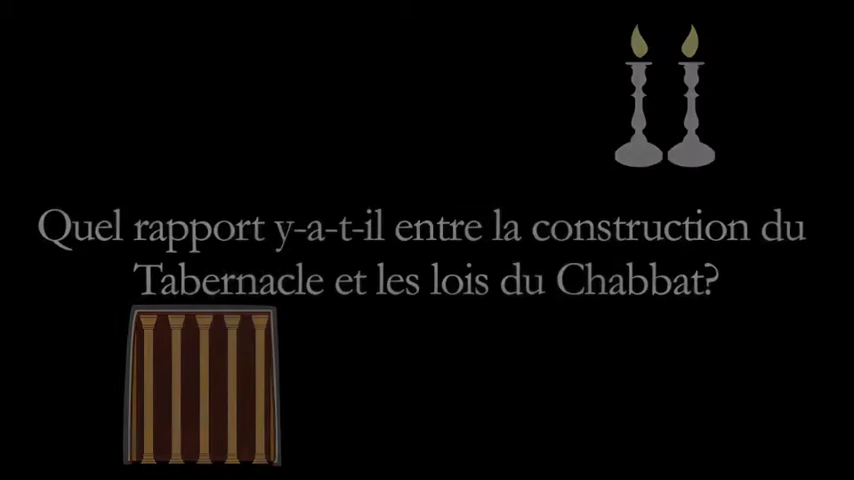 Quel rapport y-a-t-il entre la construction du
Tabernacle et les lois du Chabbat?